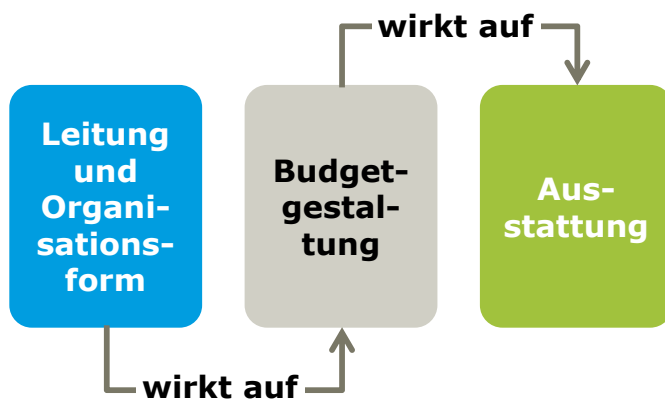 wirkt auf
Leitung
und
Organi-
sations-
form
Budget-
gestal-
tung
Aus-
stattung
wirkt auf